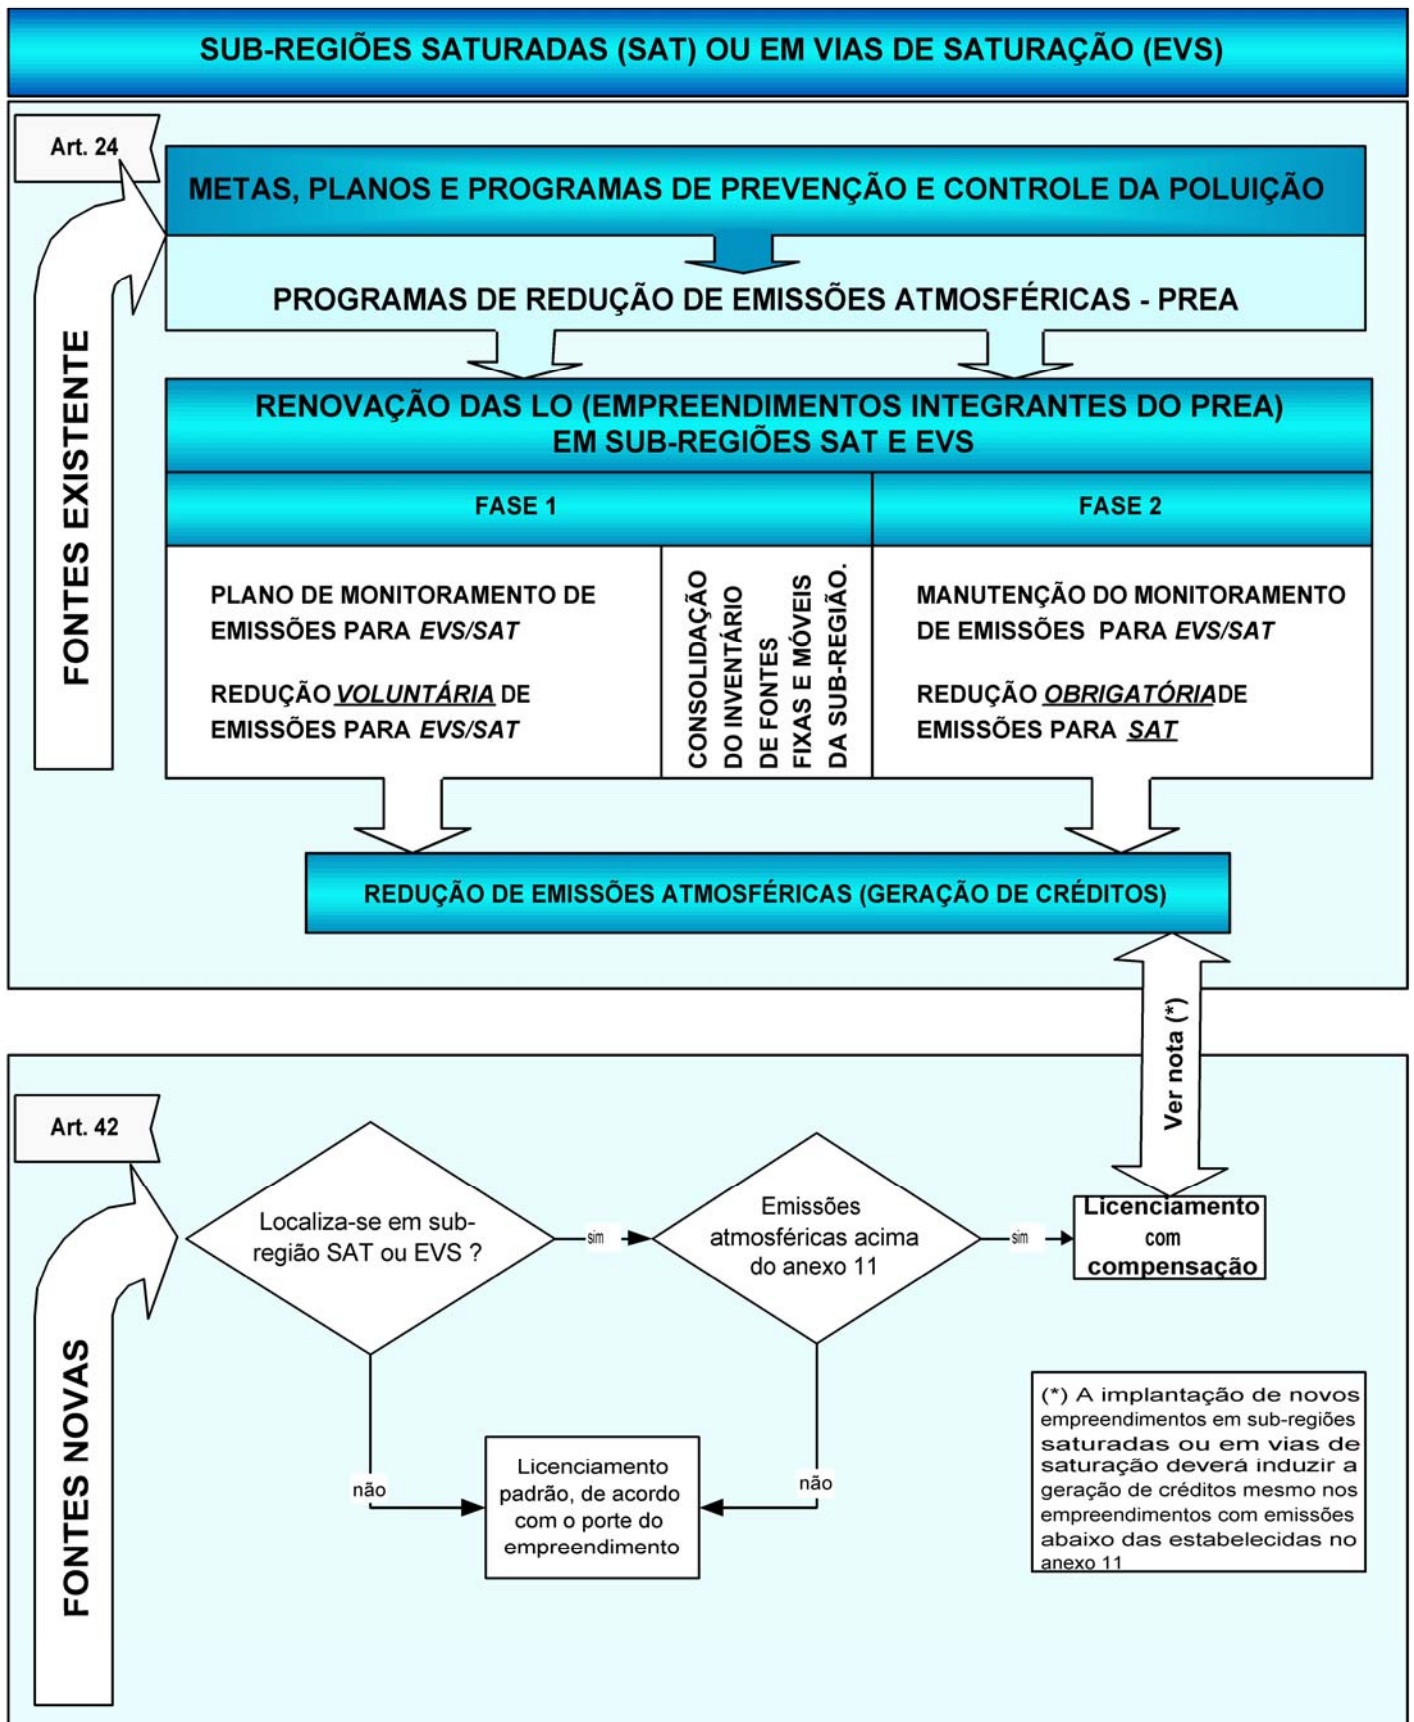 SUB-REGIÕES SATURADAS (SAT) OU EM VIAS DE SATURAÇÃO (EVS)
Art. 24
METAS, PLANOS E PROGRAMAS DE PREVENÇÃO E CONTROLE DA POLUIÇÃO
PROGRAMAS DE REDUÇÃO DE EMISSÕES ATMOSFÉRICAS - PREA
FONTES EXISTENTE
RENOVAÇÃO DAS LO (EMPREENDIMENTOS INTEGRANTES DO PREA)
EM SUB-REGIÕES SAT E EVS
FASE 1
FASE 2
PLANO DE MONITORAMENTO DE
EMISSÕES PARA EVS/SAT
REDUÇÃO VOLUNTÁRIA DE
EMISSÕES PARA EVS/SAT
CONSOLIDAÇÃO
DO INVENTÁRIO
DE FONTES
FIXAS E MÓVEIS
DA SUB-REGIÃO.
MANUTENÇÃO DO MONITORAMENTO
DE EMISSÕES PARA EVS/SAT
REDUÇÃO OBRIGATÓRIA DE
EMISSÕES PARA SAT
REDUÇÃO DE EMISSÕES ATMOSFÉRICAS (GERAÇÃO DE CRÉDITOS)
Ver nota (*)
Art. 42
FONTES NOVAS
Localiza-se em sub-
região SAT ou EVS ?
sim
Emissões
atmosféricas acima
do anexo 11
sim
Licenciamento
com
compensação
não
Licenciamento
padrão, de acordo
com o porte do
empreendimento
não
(*) A implantação de novos
empreendimentos em sub-regiões
saturadas ou em vias de
saturação deverá induzir a
geração de créditos mesmo nos
empreendimentos com emissões
abaixo das estabelecidas no
anexo 11